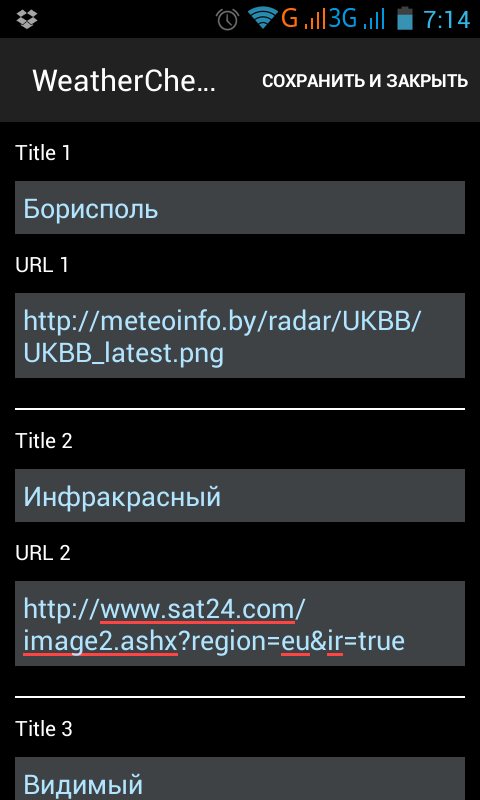 G 3G 7:14
WeatherChe... СОХРАНИТЬ И ЗАКРЫТЬ
Title 1
Борисполь
URL 1
http://meteoinfo.by/radar/UKBB/
UKBB_latest.png
Title 2
Инфракрасный
URL 2
http://www.sat24.com/
image2.ashx?region=eu&ir=true
Title 3
Видимый